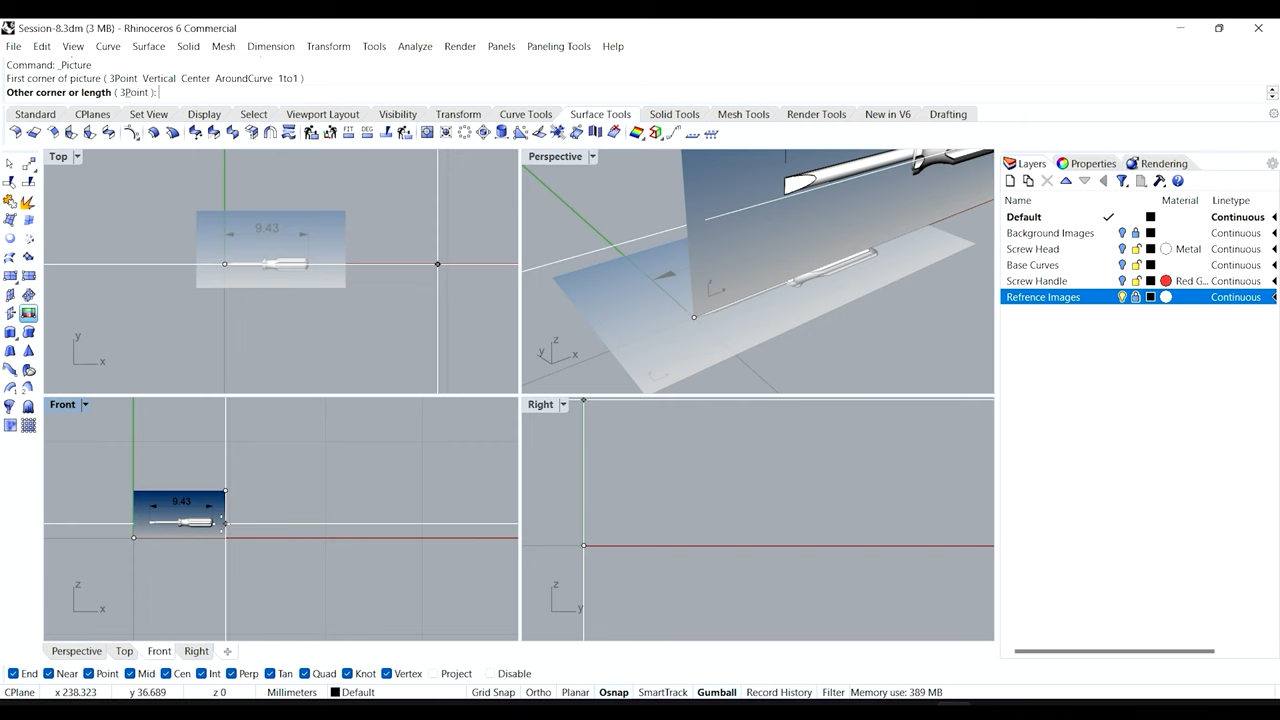 Session-8.3dm (3 MB) - Rhinoceros 6 Commercial
File Edit View Curve Surface Solid Mesh Dimension Transform Tools Analyze Render Panels Paneling Tools Help
Command: _Picture
First corner of picture ( 3Point Vertical Center AroundCurve 1to1 )
Other corner or length ( 3Point ):
Standard CPlanes Set View Display Select Viewport Layout Visibility Transform Curve Tools Surface Tools Solid Tools Mesh Tools Render Tools New in V6 Drafting
Top
9.43
y
x
Perspective
z
y x
Front
9.43
z
x
Right
z
y
Layers Properties Rendering
Name Material Linetype
Default Continuous
Background Images Continuous
Screw Head Metal Continuous
Base Curves Continuous
Screw Handle Red G... Continuous
Refrence Images Continuous
Perspective Top Front Right
End Near Point Mid Cen Int Perp Tan Quad Knot Vertex Project Disable
CPlane x 238.323 y 36.689 z 0 Millimeters Default Grid Snap Ortho Planar Osnap SmartTrack Gumball Record History Filter Memory use: 389 MB